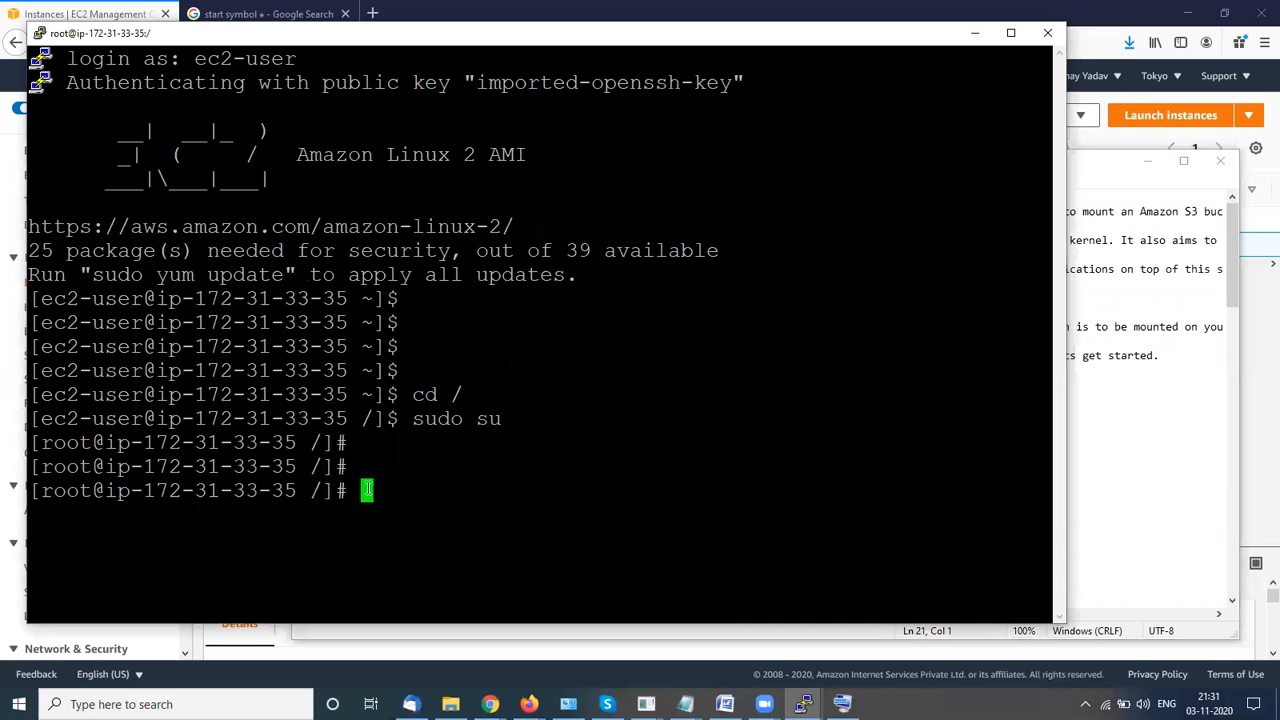 Instances | EC2 Management C
start symbol ⋆ - Google Search
root@ip-172-31-33-35:/
login as: ec2-user
Authenticating with public key "imported-openssh-key"
Amazon Linux 2 AMI
https://aws.amazon.com/amazon-linux-2/
25 package(s) needed for security, out of 39 available
Run "sudo yum update" to apply all updates.
[ec2-user@ip-172-31-33-35 ~]$
[ec2-user@ip-172-31-33-35 ~]$
[ec2-user@ip-172-31-33-35 ~]$
[ec2-user@ip-172-31-33-35 ~]$
[ec2-user@ip-172-31-33-35 ~]$ cd /
[ec2-user@ip-172-31-33-35 /]$ sudo su
[root@ip-172-31-33-35 /]#
[root@ip-172-31-33-35 /]#
[root@ip-172-31-33-35 /]#
Yadav
Tokyo
Support
Launch instances
1
to mount an Amazon S3 buc
kernel. It also aims to
on top of this s
is to be mounted on you
get started.
Ln 21, Col 1
100%
Windows (CRLF)
UTF-8
Details
Network & Security
Feedback
English (US)
© 2008 - 2020, Amazon Internet Services Private Ltd. or its affiliates. All rights reserved.
Privacy Policy
Terms of Use
Type here to search
ENG
21:31
03-11-2020